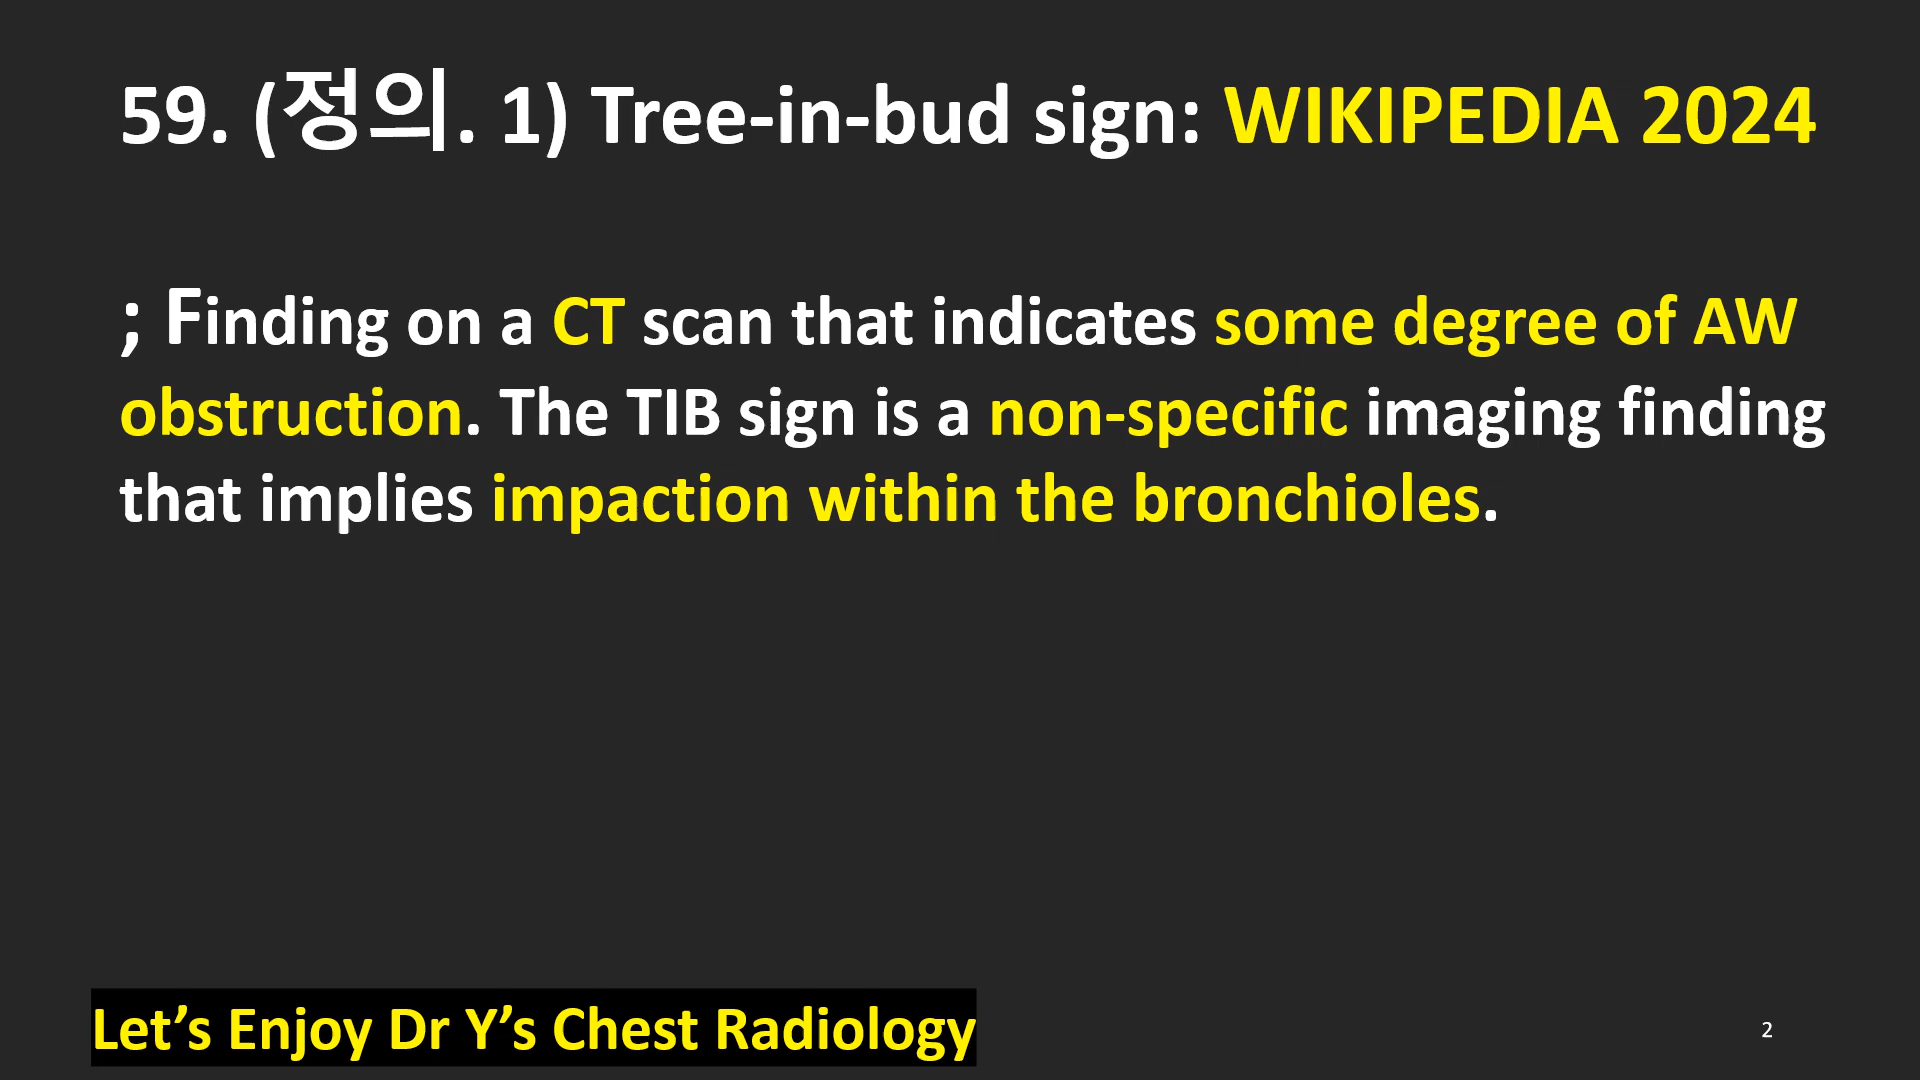 59. (정의. 1) Tree-in-bud sign: WIKIPEDIA 2024
; Finding on a CT scan that indicates some degree of AW
obstruction. The TIB sign is a non-specific imaging finding
that implies impaction within the bronchioles.
Let’s Enjoy Dr Y’s Chest Radiology
2